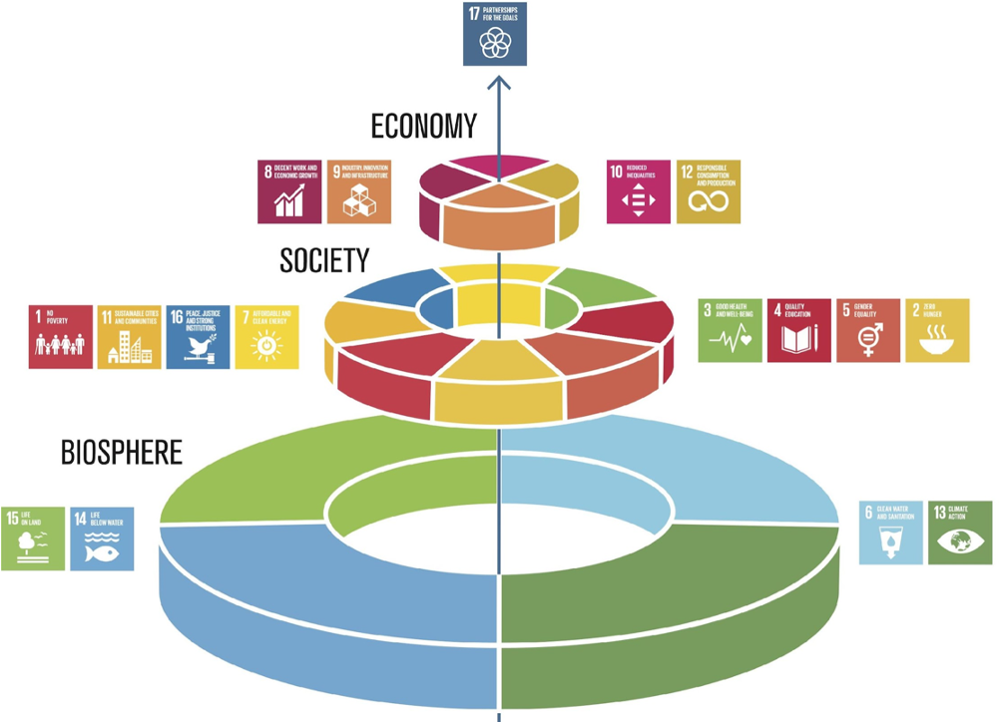 17 PARTNERSHIPS
FOR THE GOALS
ECONOMY
8 DECENT WORK AND
ECONOMIC GROWTH
9 INDUSTRY, INNOVATION
AND INFRASTRUCTURE
10 REDUCED
INEQUALITIES
12 RESPONSIBLE
CONSUMPTION
AND PRODUCTION
SOCIETY
1 NO
POVERTY
11 SUSTAINABLE CITIES
AND COMMUNITIES
16 PEACE, JUSTICE
AND STRONG
INSTITUTIONS
7 AFFORDABLE AND
CLEAN ENERGY
3 GOOD HEALTH
AND WELL-BEING
4 QUALITY
EDUCATION
5 GENDER
EQUALITY
2 ZERO
HUNGER
BIOSPHERE
15 LIFE
ON LAND
14 LIFE
BELOW WATER
6 CLEAN WATER
AND SANITATION
13 CLIMATE
ACTION